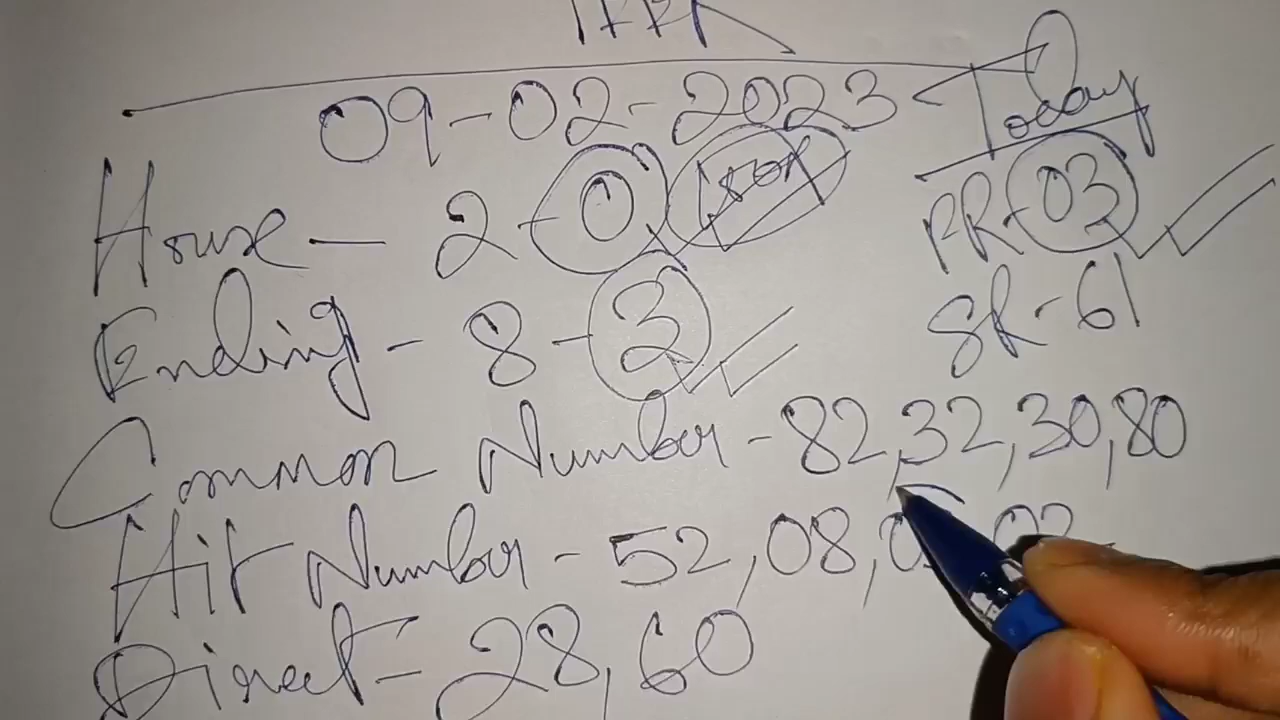 TFR
09-02-2023 Today
House - 2-0 FR-03
SR-61
Ending - 8-3
Common Number - 82,32,30,80
Hit Number - 52,08,
Direct - 28,60